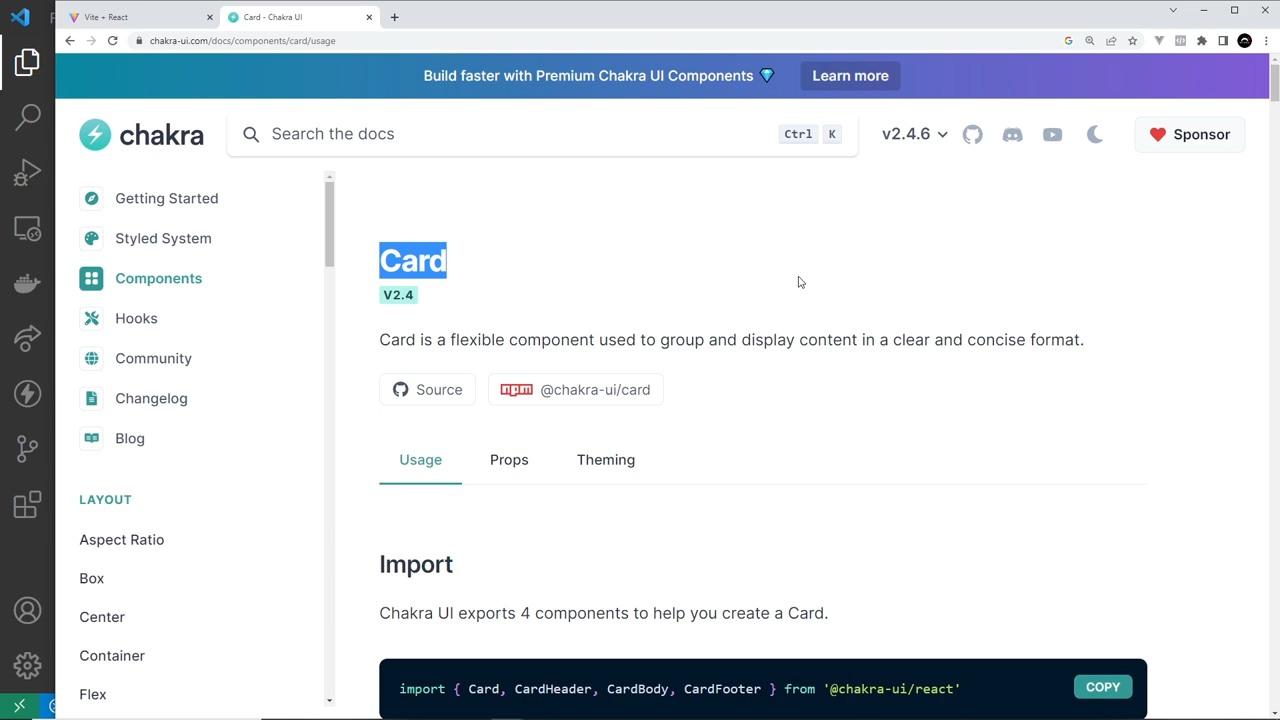 Vite + React
Card - Chakra UI
chakra-ui.com/docs/components/card/usage
Build faster with Premium Chakra UI Components
Learn more
chakra
Search the docs
Ctrl K
v2.4.6
Sponsor
Getting Started
Styled System
Components
Hooks
Community
Changelog
Blog
LAYOUT
Aspect Ratio
Box
Center
Container
Flex
Card
V2.4
Card is a flexible component used to group and display content in a clear and concise format.
Source
npm @chakra-ui/card
Usage Props Theming
Import
Chakra UI exports 4 components to help you create a Card.
import { Card, CardHeader, CardBody, CardFooter } from '@chakra-ui/react'
COPY